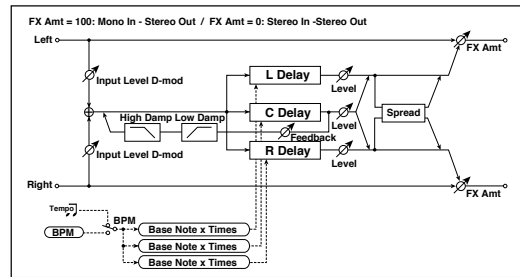 FX Amt = 100: Mono In - Stereo Out / FX Amt = 0: Stereo In -Stereo Out
Left
FX Amt
Input Level D-mod
L Delay
Level
High Damp Low Damp
C Delay
Level
Spread
Feedback
Input Level D-mod
R Delay
Level
Right
FX Amt
Tempo
BPM
BPM
Base Note x Times
Base Note x Times
Base Note x Times